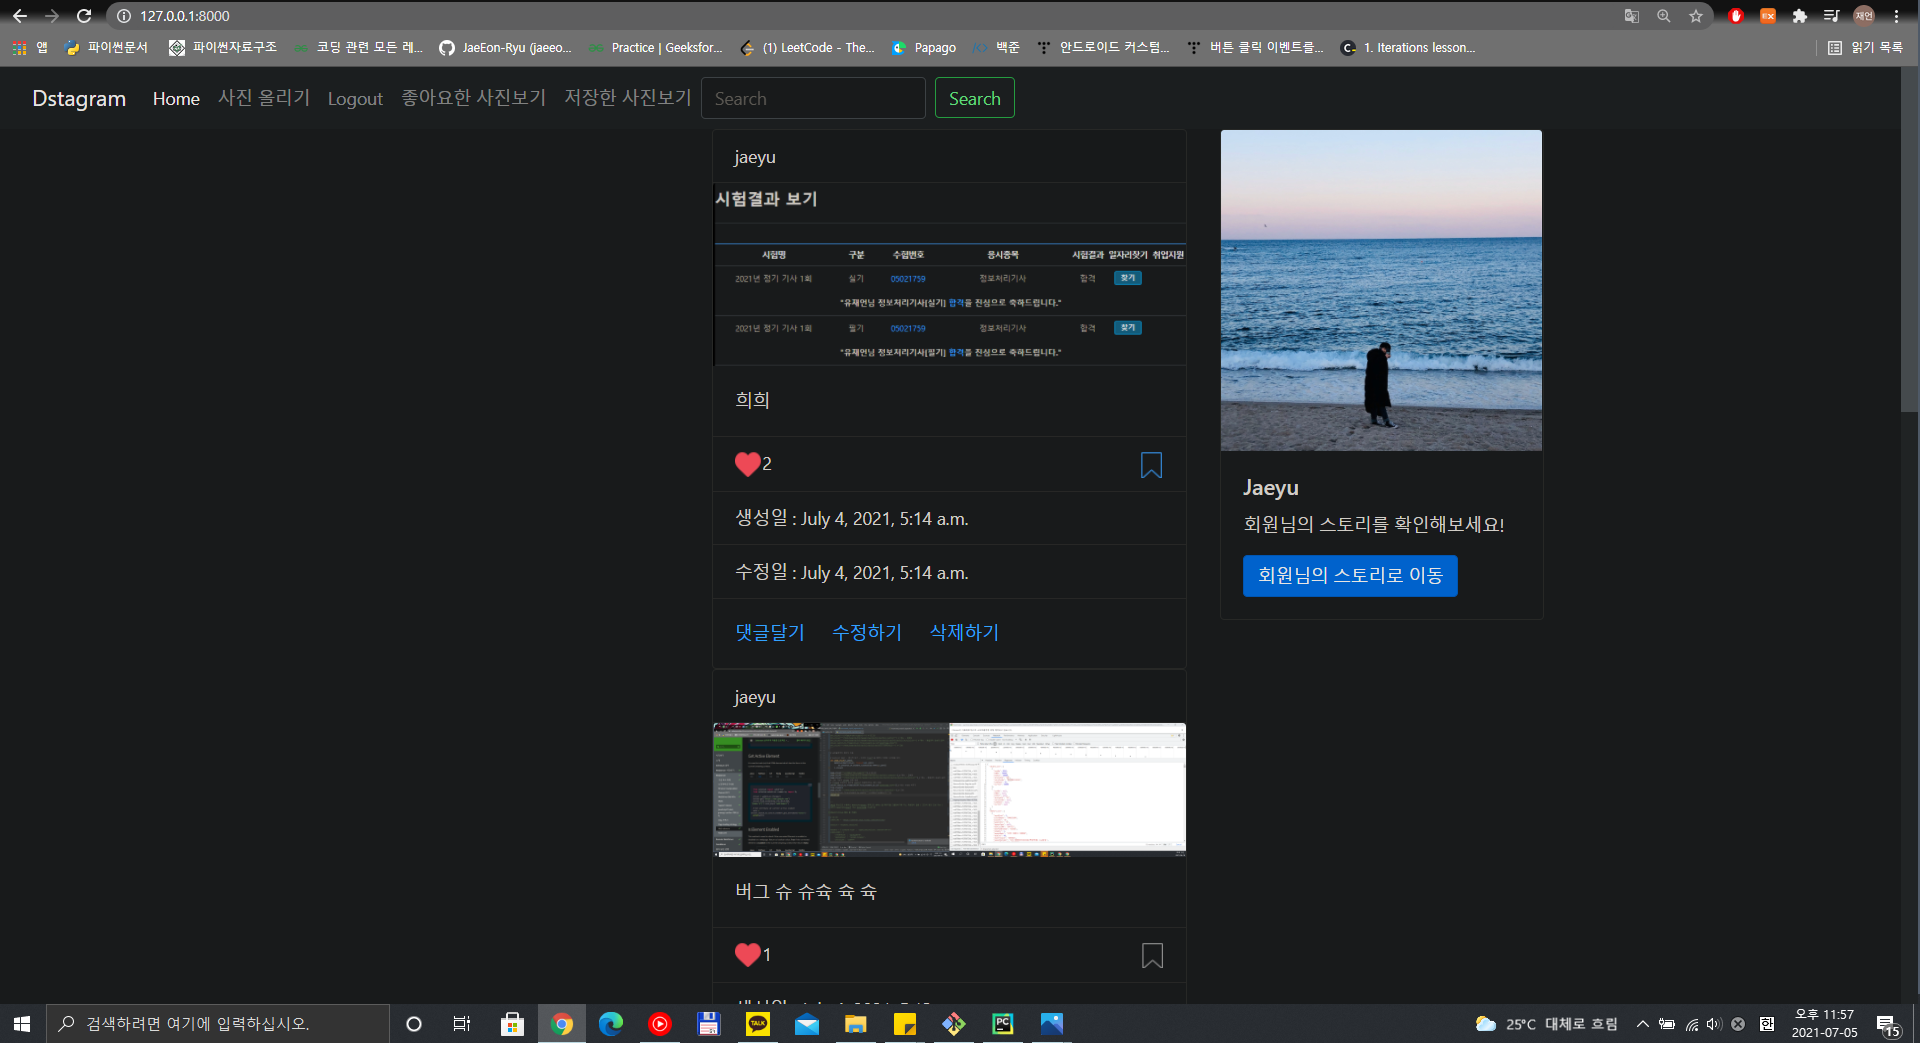 127.0.0.1:8000
앱 파이썬문서 파이썬자료구조 코딩 관련 모든 레... JaeEon-Ryu (jaeeo... Practice | Geeksfor... (1) LeetCode - The... Papago 백준 안드로이드 커스텀... 버튼 클릭 이벤트를... 1. Iterations lesson... 읽기 목록
Dstagram Home 사진 올리기 Logout 좋아요한 사진보기 저장한 사진보기 Search Search
jaeyu
시험결과 보기
시험명 구분 수험번호 응시종목 시험결과 일자리찾기 취업지원
2021년 정기 기사 1회 실기 05021759 정보처리기사 합격 찾기
"유재언님 정보처리기사[실기] 합격을 진심으로 축하드립니다."
2021년 정기 기사 1회 필기 05021759 정보처리기사 합격 찾기
"유재언님 정보처리기사[필기] 합격을 진심으로 축하드립니다."
희희
2
생성일 : July 4, 2021, 5:14 a.m.
수정일 : July 4, 2021, 5:14 a.m.
댓글달기 수정하기 삭제하기
Jaeyu
회원님의 스토리를 확인해보세요!
회원님의 스토리로 이동
jaeyu
버그 슈 슈슉 슉 슉
1
검색하려면 여기에 입력하십시오.
25°C 대체로 흐림
오후 11:57
2021-07-05
15